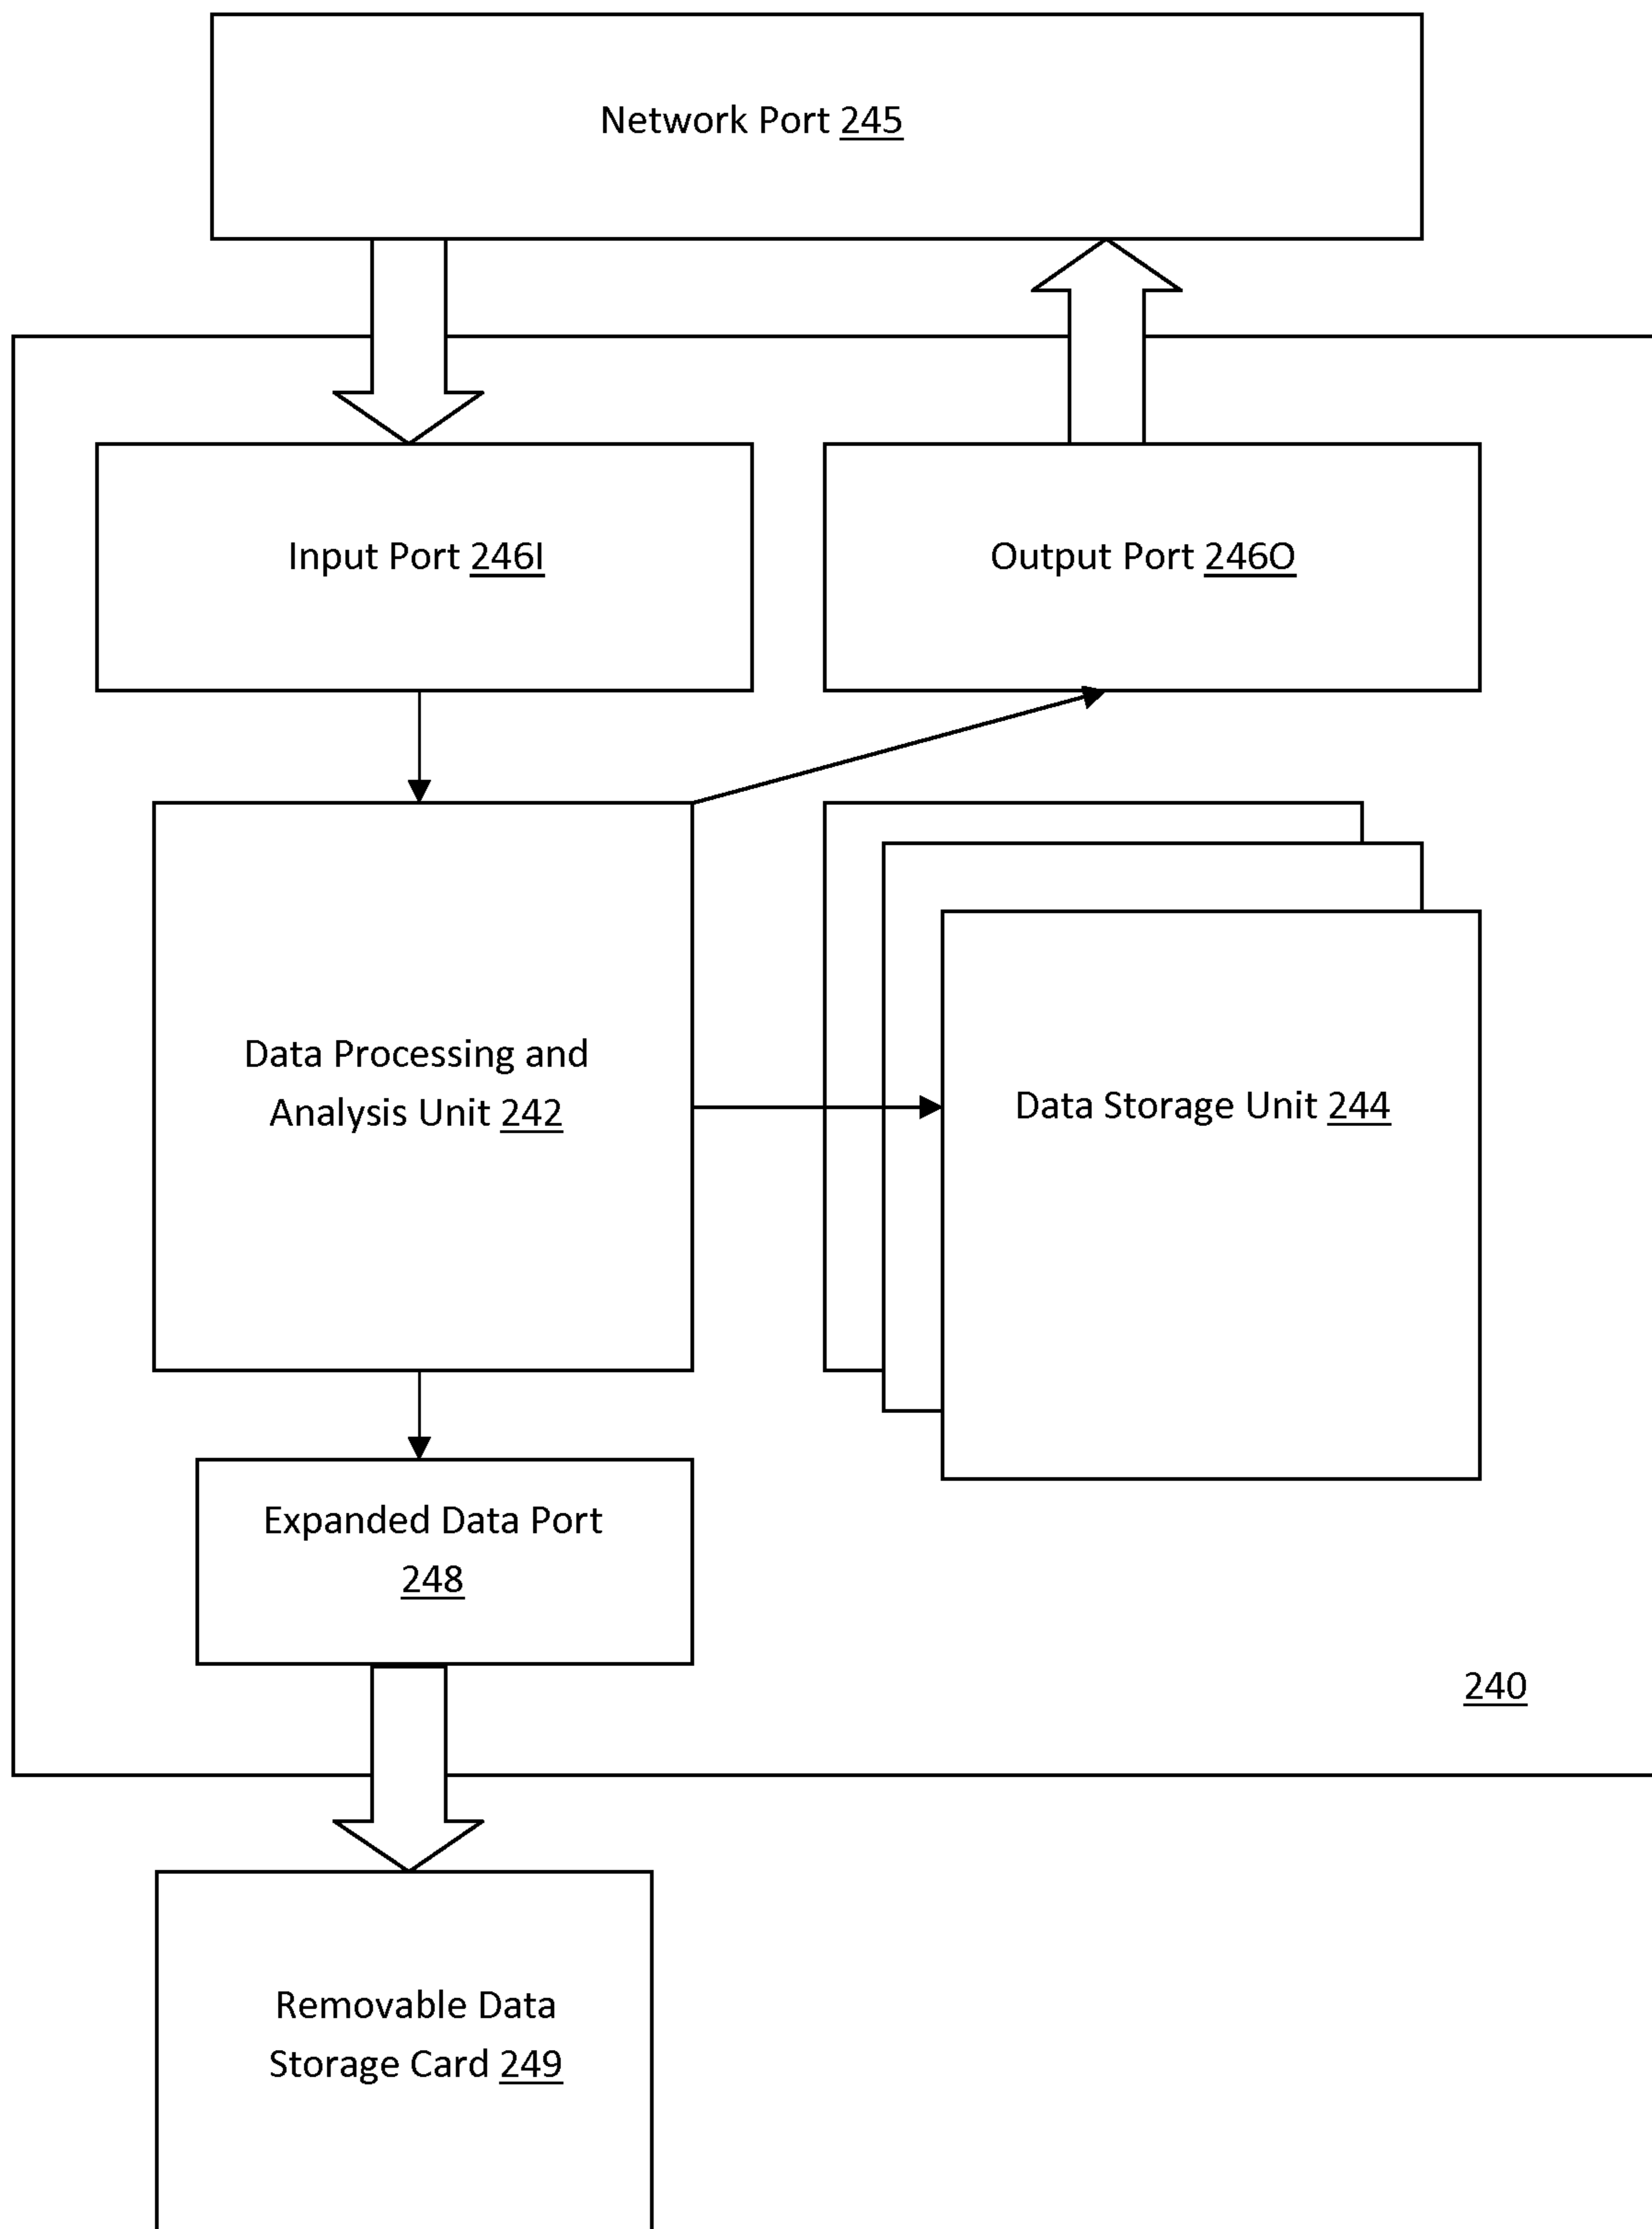 Network Port 245
Input Port 246I
Output Port 246O
Data Processing and
Analysis Unit 242
Data Storage Unit 244
Expanded Data Port
248
240
Removable Data
Storage Card 249